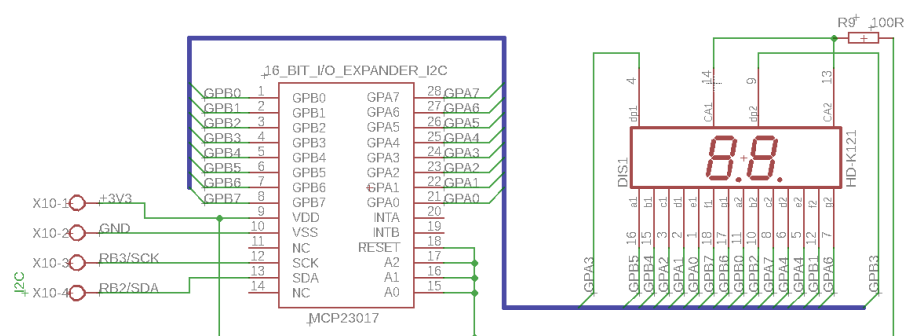 R9 100R
16_BIT_I/O_EXPANDER_I2C
GPB0 1 GPB0 GPA7 28 GPA7
GPB1 2 GPB1 GPA6 27 GPA6
GPB2 3 GPB2 GPA5 26 GPA5
GPB3 4 GPB3 GPA4 25 GPA4
GPB4 5 GPB4 GPA3 24 GPA3
GPB5 6 GPB5 GPA2 23 GPA2
GPB6 7 GPB6 GPA1 22 GPA1
GPB7 8 GPB7 GPA0 21 GPA0
X10-1 +3V3 9 VDD INTA 20
X10-2 GND 10 VSS INTB 19
11 NC RESET 18
X10-3 RB3/SCK 12 SCK A2 17
13 SDA A1 16
X10-4 RB2/SDA 14 NC A0 15
I2C
MCP23017
4 14 9 13
dp1 CA1 dp2 CA2
DIS1 8.8. HD-K121
a1 b1 c1 d1 e1 f1 g1 a2 b2 c2 d2 e2 f2 g2
16 15 3 2 1 18 17 11 10 8 6 5 12 7
GPA3 GPB5 GPB4 GPA2 GPA1 GPA0 GPB7 GPB6 GPB0 GPB2 GPA7 GPA4 GPA4 GPB1 GPA6 GPB3